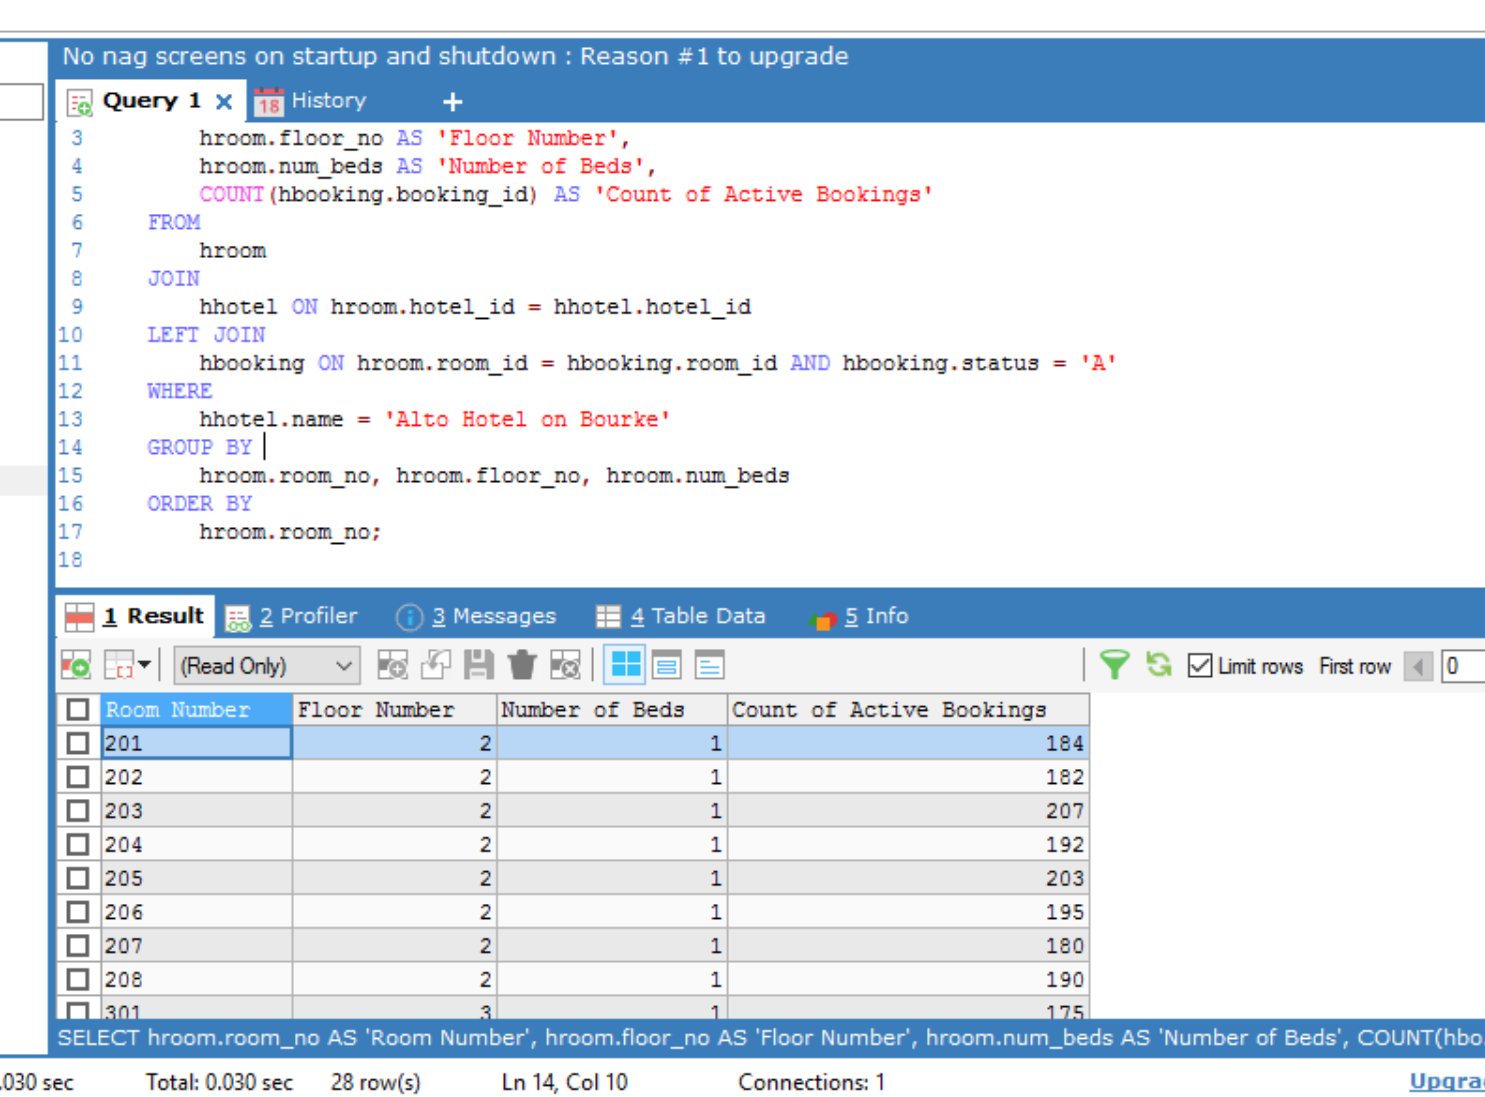 No nag screens on startup and shutdown : Reason #1 to upgrade
Query 1 18 History +
3 hroom.floor_no AS 'Floor Number',
4 hroom.num_beds AS 'Number of Beds',
5 COUNT(hbooking.booking_id) AS 'Count of Active Bookings'
6 FROM
7 hroom
8 JOIN
9 hhotel ON hroom.hotel_id = hhotel.hotel_id
10 LEFT JOIN
11 hbooking ON hroom.room_id = hbooking.room_id AND hbooking.status = 'A'
12 WHERE
13 hhotel.name = 'Alto Hotel on Bourke'
14 GROUP BY
15 hroom.room_no, hroom.floor_no, hroom.num_beds
16 ORDER BY
17 hroom.room_no;
18
1 Result 2 Profiler 3 Messages 4 Table Data 5 Info
(Read Only) Limit rows First row 0
Room Number Floor Number Number of Beds Count of Active Bookings
201 2 1 184
202 2 1 182
203 2 1 207
204 2 1 192
205 2 1 203
206 2 1 195
207 2 1 180
208 2 1 190
301 3 1 175
SELECT hroom.room_no AS 'Room Number', hroom.floor_no AS 'Floor Number', hroom.num_beds AS 'Number of Beds', COUNT(hbo
.030 sec Total: 0.030 sec 28 row(s) Ln 14, Col 10 Connections: 1 Upgra